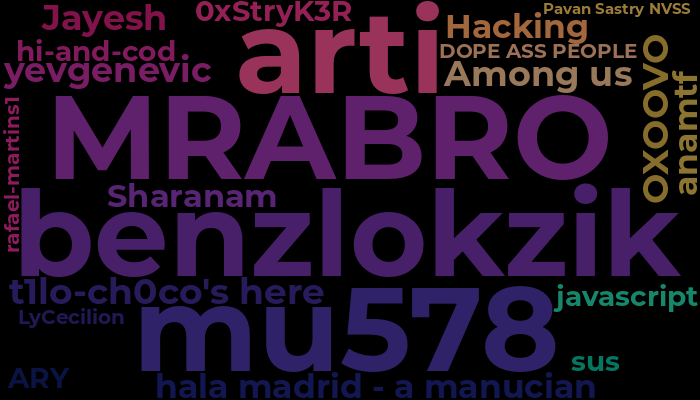 Jayesh
0xStryK3R
arti
Pavan Sastry NVSS
Hacking
hi-and-cod
DOPE ASS PEOPLE
yevgenevic
Among us
oxoovo
anamtf
MRABRO
rafael-martins1
Sharanam
benzlokzik
t1lo-ch0co's here
mu578
javascript
LyCecilion
sus
ARY
hala madrid - a manucian